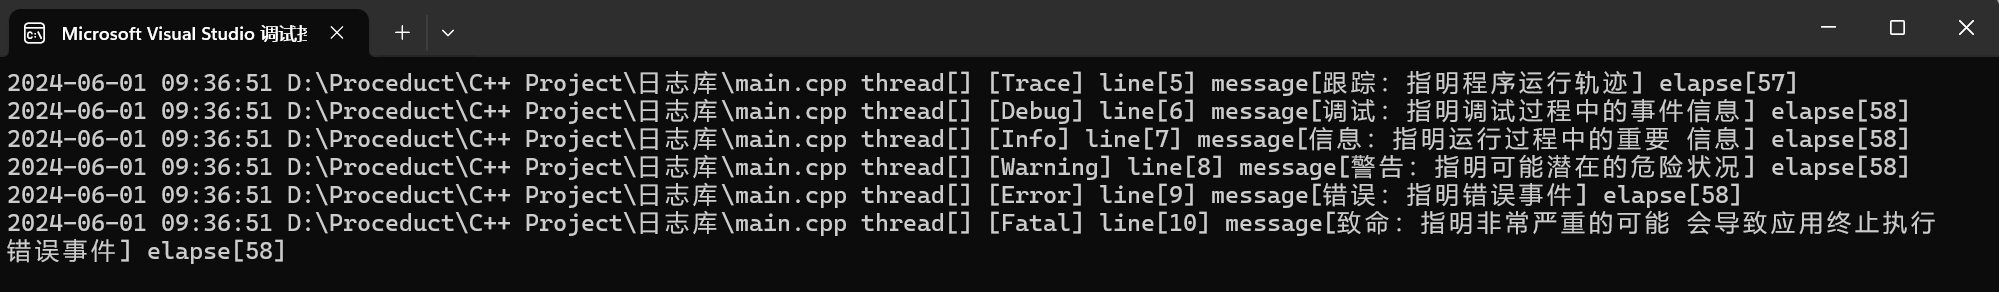 Microsoft Visual Studio 调试
2024-06-01 09:36:51 D:\Proceduct\C++ Project\日志库\main.cpp thread[] [Trace] line[5] message[跟踪：指明程序运行轨迹] elapse[57]
2024-06-01 09:36:51 D:\Proceduct\C++ Project\日志库\main.cpp thread[] [Debug] line[6] message[调试：指明调试过程中的事件信息] elapse[58]
2024-06-01 09:36:51 D:\Proceduct\C++ Project\日志库\main.cpp thread[] [Info] line[7] message[信息：指明运行过程中的重要 信息] elapse[58]
2024-06-01 09:36:51 D:\Proceduct\C++ Project\日志库\main.cpp thread[] [Warning] line[8] message[警告：指明可能潜在的危险状况] elapse[58]
2024-06-01 09:36:51 D:\Proceduct\C++ Project\日志库\main.cpp thread[] [Error] line[9] message[错误：指明错误事件] elapse[58]
2024-06-01 09:36:51 D:\Proceduct\C++ Project\日志库\main.cpp thread[] [Fatal] line[10] message[致命：指明非常严重的可能 会导致应用终止执行
错误事件] elapse[58]